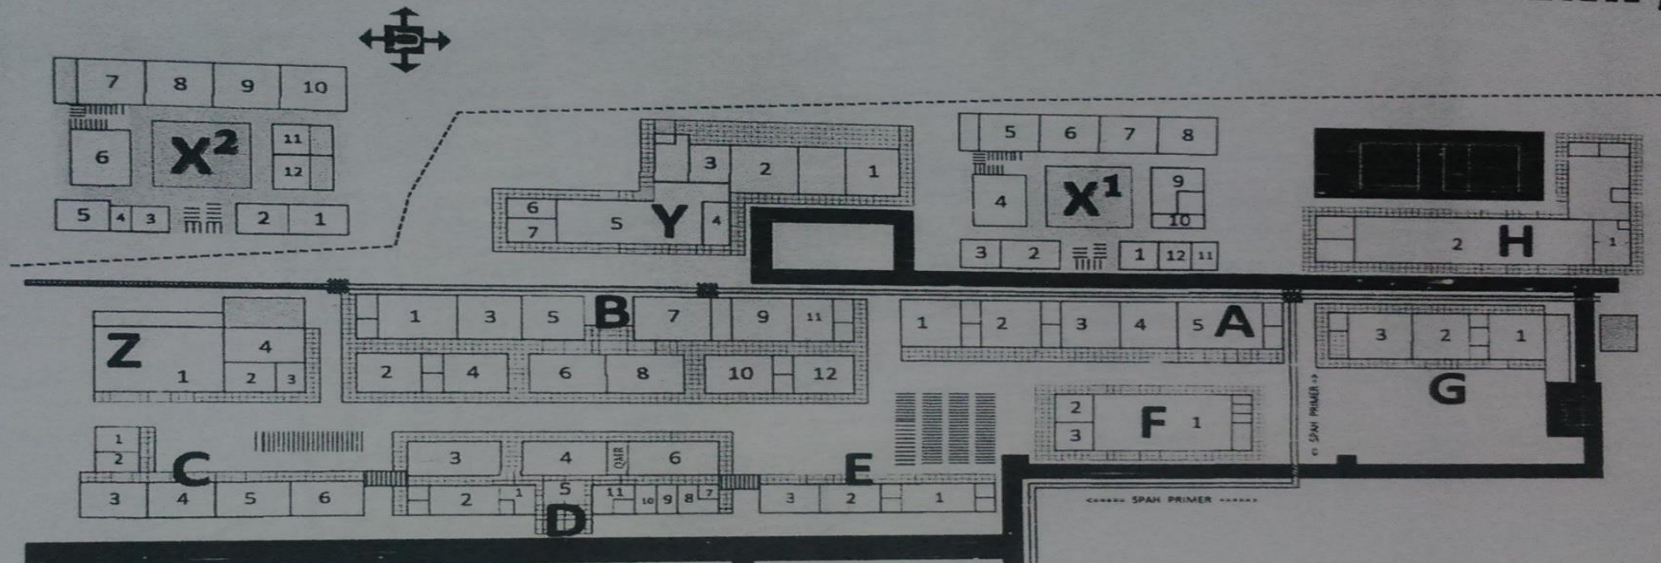 7 8 9 10
X²
6
11
12
5 4 3
2 1
3 2 1
6
7
5
Y
4
5 6 7 8
X¹
4
9
10
3 2
1 12 11
2 H 1
Z
4
1 2 3
1 3 5 B 7 9 11
2 4 6 8 10 12
1 2 3 4 5 A
3 2 1
G
2
3
F 1
<> SPAH PRIMER ->
1
2
C
3 4 5 6
3 4 QMR 6
2 1 5 11 10 9 8 7
D
E
3 2 1
<----- SPAH PRIMER ------>